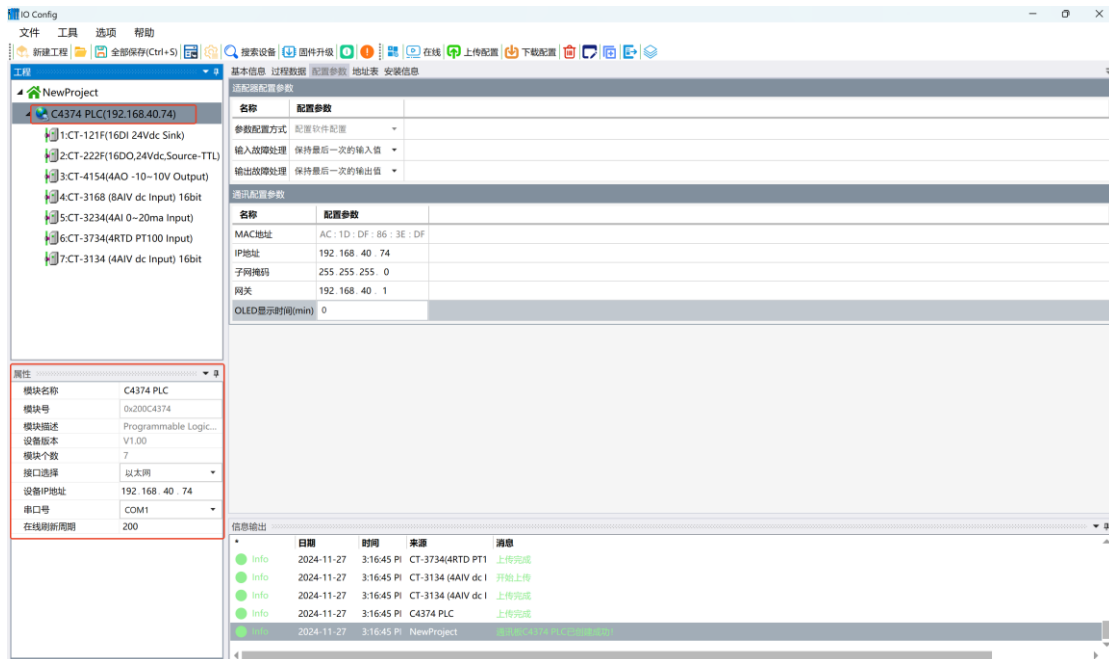 IO Config
文件 工具 选项 帮助
新建工程 全部保存(Ctrl+S) 搜索设备 固件升级 在线 上传配置 下载配置
工程
NewProject
C4374 PLC(192.168.40.74)
1:CT-121F(16DI 24Vdc Sink)
2:CT-222F(16DO,24Vdc,Source-TTL)
3:CT-4154(4AO -10~10V Output)
4:CT-3168 (8AIV dc Input) 16bit
5:CT-3234(4AI 0~20ma Input)
6:CT-3734(4RTD PT100 Input)
7:CT-3134 (4AIV dc Input) 16bit
属性
模块名称 C4374 PLC
模块号 0x200C4374
模块描述 Programmable Logic...
设备版本 V1.00
模块个数 7
接口选择 以太网
设备IP地址 192.168.40.74
串口号 COM1
在线刷新周期 200
基本信息 过程数据 配置参数 地址表 安装信息
适配器配置参数
名称 配置参数
参数配置方式 配置软件配置
输入故障处理 保持最后一次的输入值
输出故障处理 保持最后一次的输出值
通讯配置参数
名称 配置参数
MAC地址 AC : 1D : DF : 86 : 3E : DF
IP地址 192.168.40.74
子网掩码 255.255.255.0
网关 192.168.40.1
OLED显示时间(min) 0
信息输出
日期 时间 来源 消息
Info 2024-11-27 3:16:45 PI CT-3734(4RTD PT1 上传完成
Info 2024-11-27 3:16:45 PI CT-3134 (4AIV dc I 开始上传
Info 2024-11-27 3:16:45 PI CT-3134 (4AIV dc I 上传完成
Info 2024-11-27 3:16:45 PI C4374 PLC 上传完成
Info 2024-11-27 3:16:45 PI NewProject 通讯板C4374 PLC已创建成功!